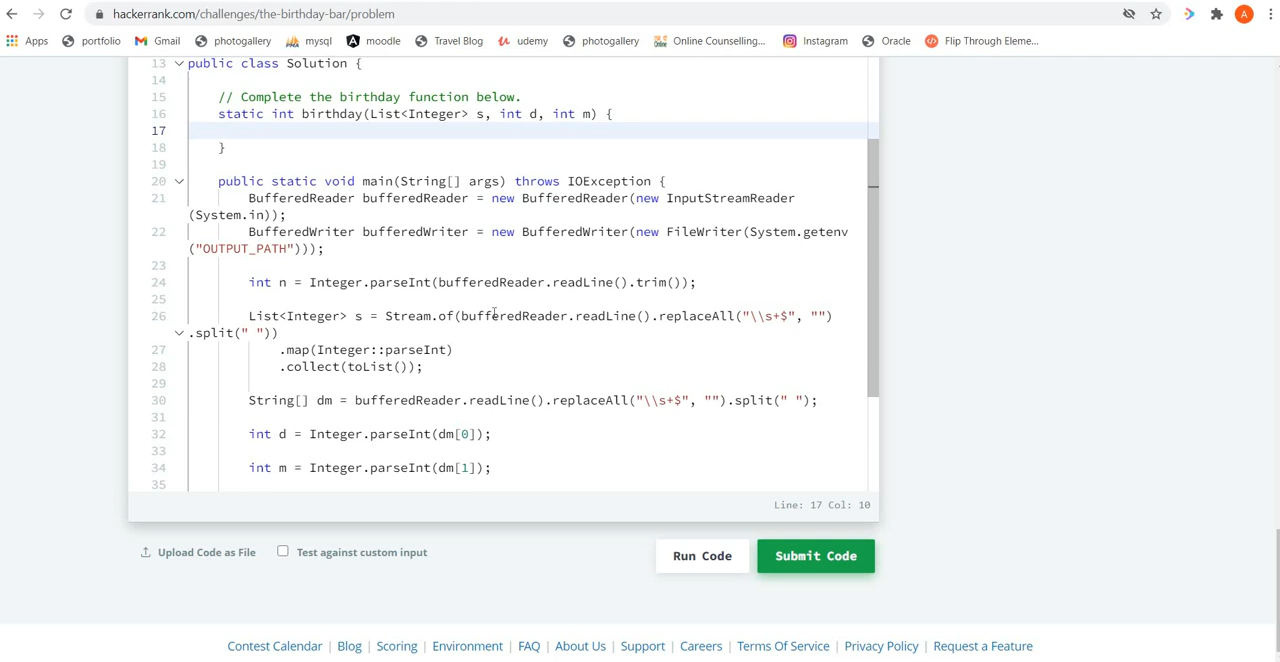 hackerrank.com/challenges/the-birthday-bar/problem
A
Apps portfolio Gmail photogallery mysql moodle Travel Blog udemy photogallery Online Counselling... Instagram Oracle Flip Through Eleme...
13 public class Solution {
14
15 // Complete the birthday function below.
16 static int birthday(List<Integer> s, int d, int m) {
17
18 }
19
20 public static void main(String[] args) throws IOException {
21 BufferedReader bufferedReader = new BufferedReader(new InputStreamReader
(System.in));
22 BufferedWriter bufferedWriter = new BufferedWriter(new FileWriter(System.getenv
("OUTPUT_PATH")));
23
24 int n = Integer.parseInt(bufferedReader.readLine().trim());
25
26 List<Integer> s = Stream.of(bufferedReader.readLine().replaceAll("\\s+$", "")
.split(" "))
27 .map(Integer::parseInt)
28 .collect(toList());
29
30 String[] dm = bufferedReader.readLine().replaceAll("\\s+$", "").split(" ");
31
32 int d = Integer.parseInt(dm[0]);
33
34 int m = Integer.parseInt(dm[1]);
35
Line: 17 Col: 10
Upload Code as File Test against custom input Run Code Submit Code
Contest Calendar | Blog | Scoring | Environment | FAQ | About Us | Support | Careers | Terms Of Service | Privacy Policy | Request a Feature